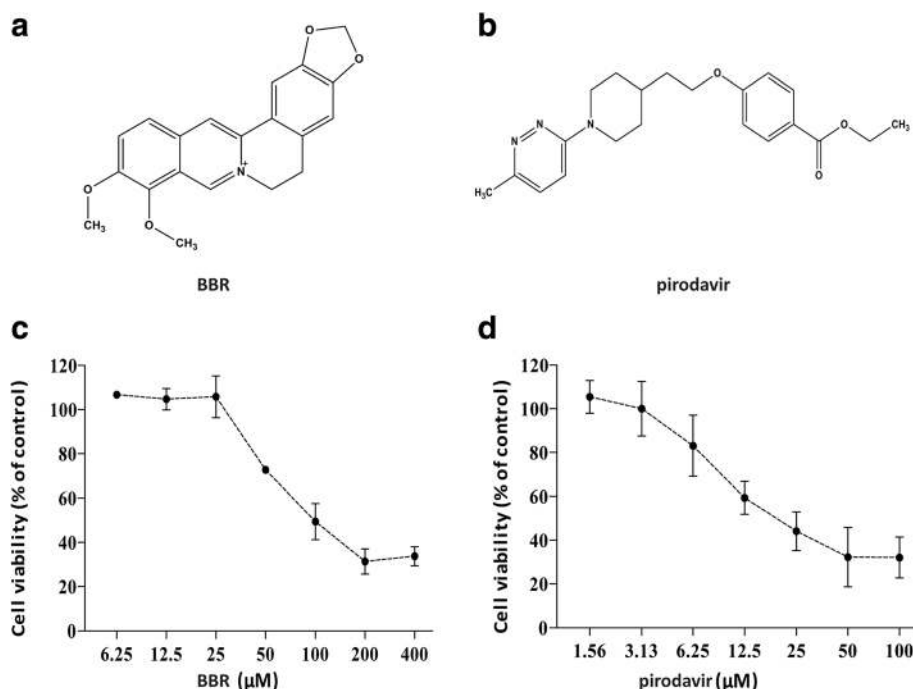 a
b
O
O
N+
O
CH3
O
CH3
BBR
N
N
N
CH3
O
O
O
CH3
pirodavir
c
d
Cell viability (% of control)
120
100
80
60
40
20
0
6.25 12.5 25 50 100 200 400
BBR (μM)
Cell viability (% of control)
120
100
80
60
40
20
0
1.56 3.13 6.25 12.5 25 50 100
pirodavir (μM)